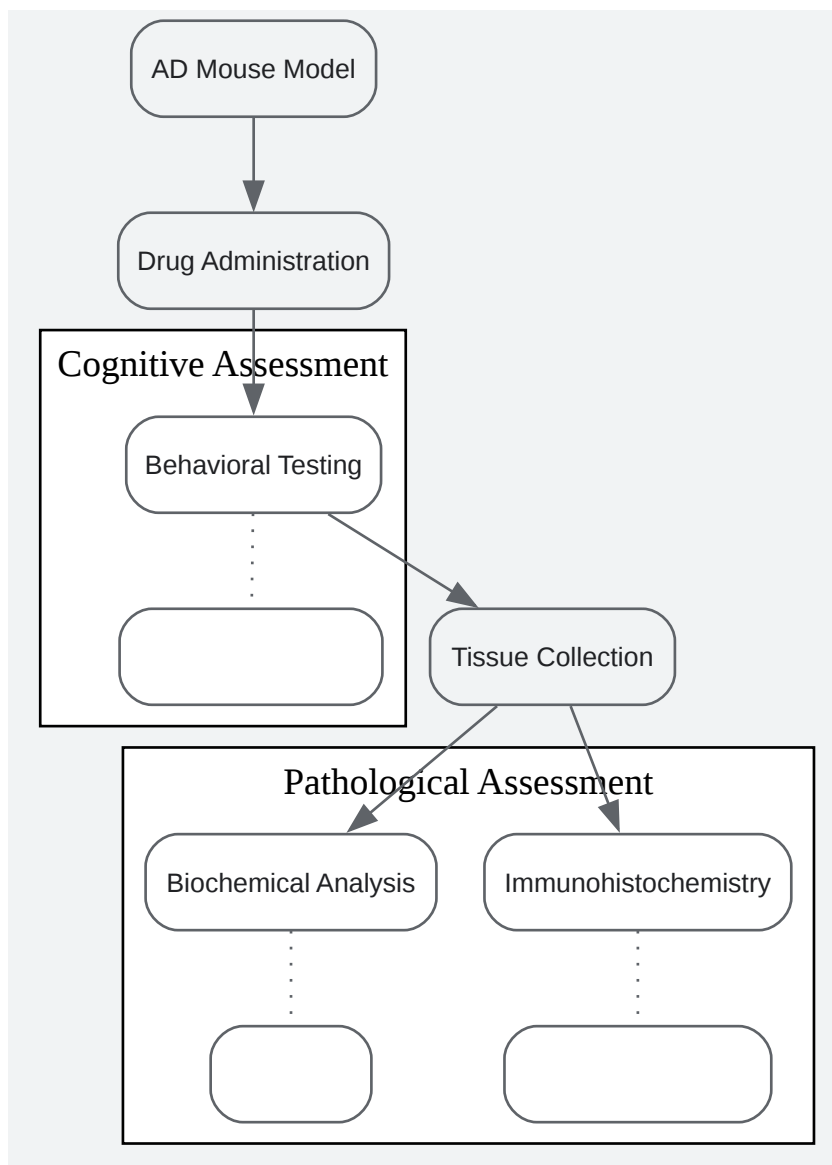 AD Mouse Model
Drug Administration
Cognitive Assessment
Behavioral Testing
Tissue Collection
Pathological Assessment
Biochemical Analysis
Immunohistochemistry